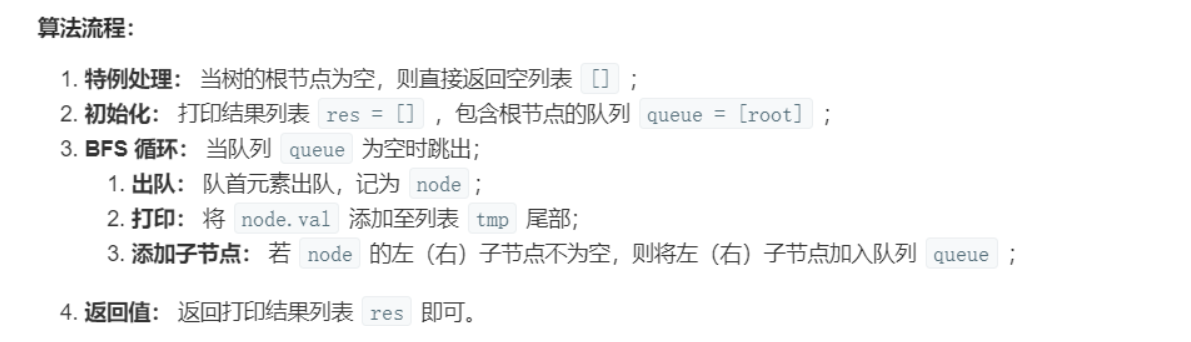 算法流程：
1. 特例处理： 当树的根节点为空，则直接返回空列表 [] ；
2. 初始化： 打印结果列表 res = [] ，包含根节点的队列 queue = [root] ；
3. BFS 循环： 当队列 queue 为空时跳出；
1. 出队： 队首元素出队，记为 node ；
2. 打印： 将 node.val 添加至列表 tmp 尾部；
3. 添加子节点： 若 node 的左（右）子节点不为空，则将左（右）子节点加入队列 queue ；
4. 返回值： 返回打印结果列表 res 即可。